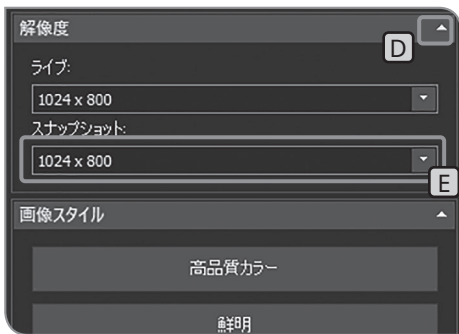 解像度
D
ライブ:
1024 x 800
スナップショット:
1024 x 800
E
画像スタイル
高品質カラー
鮮明